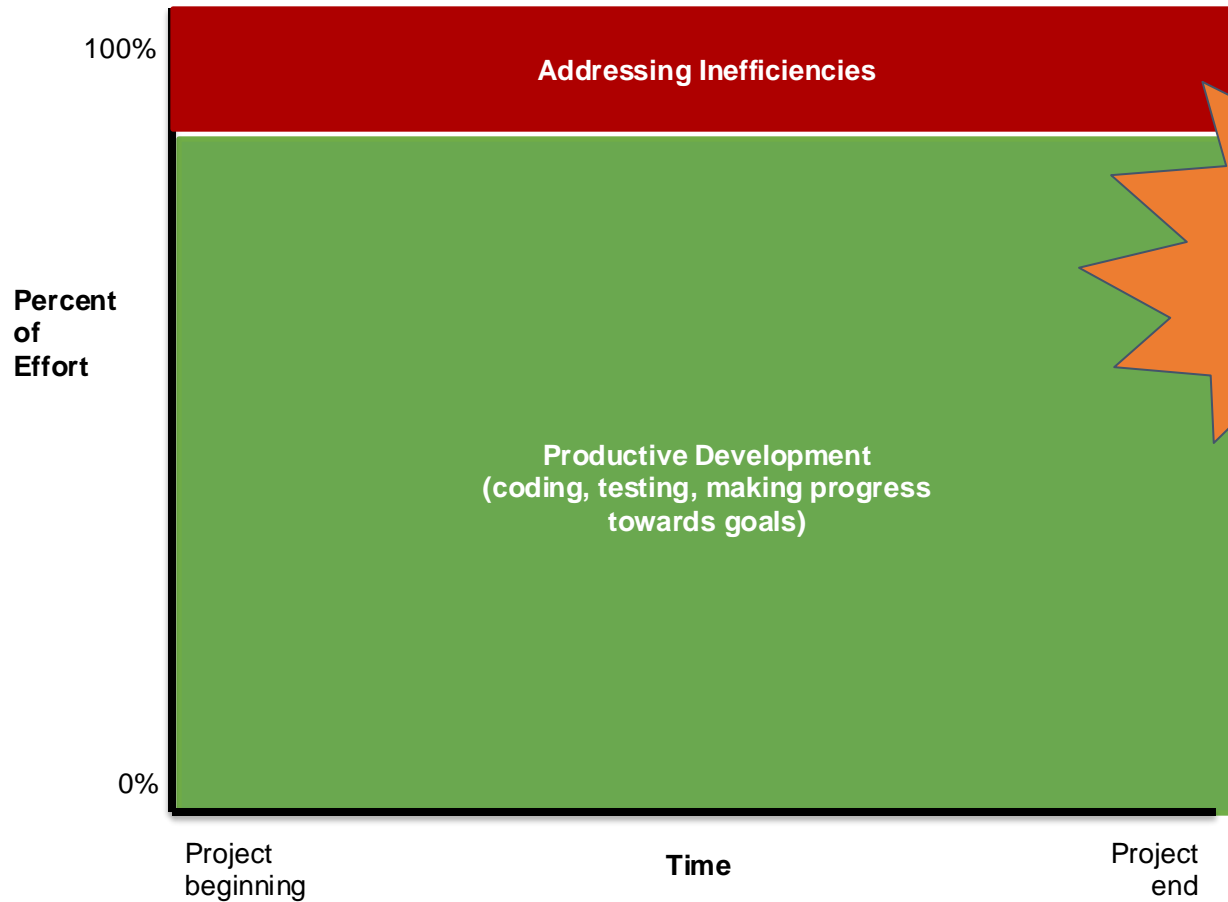 100%
Addressing Inefficiencies
Percent
of
Effort
Productive Development
(coding, testing, making progress
towards goals)
0%
Project
beginning
Time
Project
end